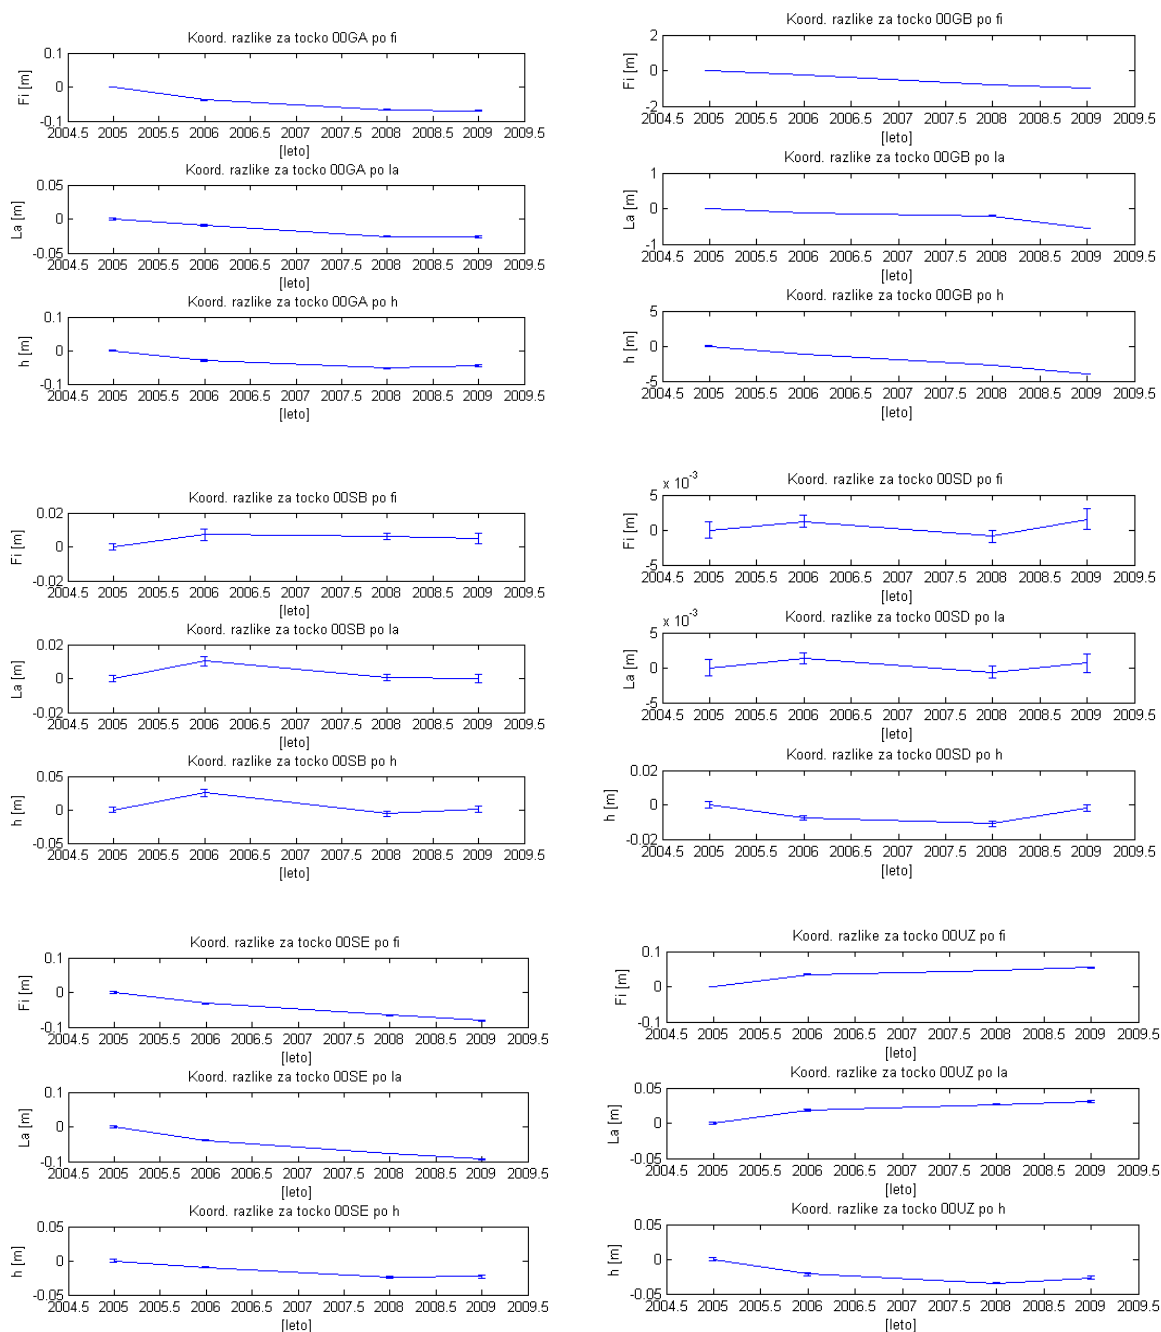 Koord. razlike za tocko 00GA po fi
0.1
0
-0.1
Fi [m]
2004.5 2005 2005.5 2006 2006.5 2007 2007.5 2008 2008.5 2009 2009.5
[leto]
Koord. razlike za tocko 00GA po la
0.05
0
-0.05
La [m]
2004.5 2005 2005.5 2006 2006.5 2007 2007.5 2008 2008.5 2009 2009.5
[leto]
Koord. razlike za tocko 00GA po h
0.1
0
-0.1
h [m]
2004.5 2005 2005.5 2006 2006.5 2007 2007.5 2008 2008.5 2009 2009.5
[leto]
Koord. razlike za tocko 00GB po fi
2
0
-2
Fi [m]
2004.5 2005 2005.5 2006 2006.5 2007 2007.5 2008 2008.5 2009 2009.5
[leto]
Koord. razlike za tocko 00GB po la
1
0
-1
La [m]
2004.5 2005 2005.5 2006 2006.5 2007 2007.5 2008 2008.5 2009 2009.5
[leto]
Koord. razlike za tocko 00GB po h
5
0
-5
h [m]
2004.5 2005 2005.5 2006 2006.5 2007 2007.5 2008 2008.5 2009 2009.5
[leto]
Koord. razlike za tocko 00SB po fi
0.02
0
-0.02
Fi [m]
2004.5 2005 2005.5 2006 2006.5 2007 2007.5 2008 2008.5 2009 2009.5
[leto]
Koord. razlike za tocko 00SB po la
0.02
0
-0.02
La [m]
2004.5 2005 2005.5 2006 2006.5 2007 2007.5 2008 2008.5 2009 2009.5
[leto]
Koord. razlike za tocko 00SB po h
0.05
0
-0.05
h [m]
2004.5 2005 2005.5 2006 2006.5 2007 2007.5 2008 2008.5 2009 2009.5
[leto]
Koord. razlike za tocko 00SD po fi
x 10^-3
5
0
-5
Fi [m]
2004.5 2005 2005.5 2006 2006.5 2007 2007.5 2008 2008.5 2009 2009.5
[leto]
Koord. razlike za tocko 00SD po la
x 10^-3
5
0
-5
La [m]
2004.5 2005 2005.5 2006 2006.5 2007 2007.5 2008 2008.5 2009 2009.5
[leto]
Koord. razlike za tocko 00SD po h
0.02
0
-0.02
h [m]
2004.5 2005 2005.5 2006 2006.5 2007 2007.5 2008 2008.5 2009 2009.5
[leto]
Koord. razlike za tocko 00SE po fi
0.1
0
-0.1
Fi [m]
2004.5 2005 2005.5 2006 2006.5 2007 2007.5 2008 2008.5 2009 2009.5
[leto]
Koord. razlike za tocko 00SE po la
0.1
0
-0.1
La [m]
2004.5 2005 2005.5 2006 2006.5 2007 2007.5 2008 2008.5 2009 2009.5
[leto]
Koord. razlike za tocko 00SE po h
0.05
0
-0.05
h [m]
2004.5 2005 2005.5 2006 2006.5 2007 2007.5 2008 2008.5 2009 2009.5
[leto]
Koord. razlike za tocko 00UZ po fi
0.1
0
-0.1
Fi [m]
2004.5 2005 2005.5 2006 2006.5 2007 2007.5 2008 2008.5 2009 2009.5
[leto]
Koord. razlike za tocko 00UZ po la
0.05
0
-0.05
La [m]
2004.5 2005 2005.5 2006 2006.5 2007 2007.5 2008 2008.5 2009 2009.5
[leto]
Koord. razlike za tocko 00UZ po h
0.05
0
-0.05
h [m]
2004.5 2005 2005.5 2006 2006.5 2007 2007.5 2008 2008.5 2009 2009.5
[leto]